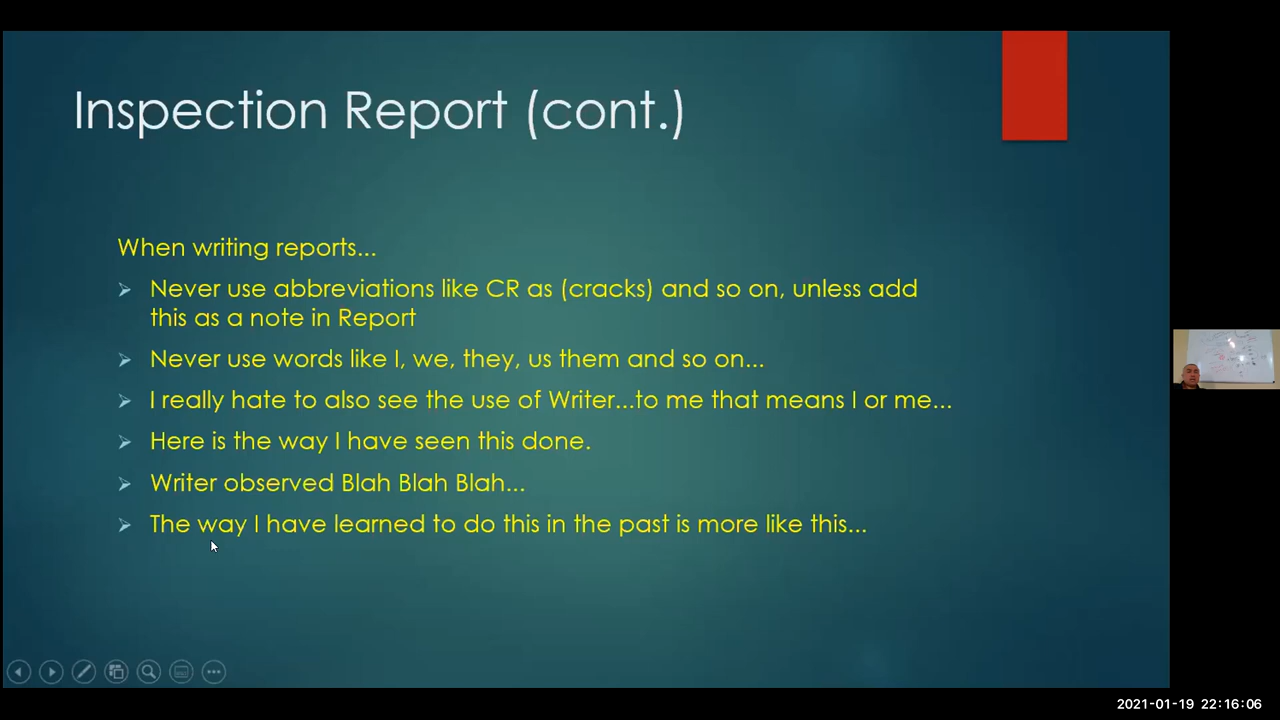 Inspection Report (cont.)
When writing reports...
Never use abbreviations like CR as (cracks) and so on, unless add
this as a note in Report
Never use words like I, we, they, us them and so on...
I really hate to also see the use of Writer...to me that means I or me...
Here is the way I have seen this done.
Writer observed Blah Blah Blah...
The way I have learned to do this in the past is more like this...
2021-01-19 22:16:06